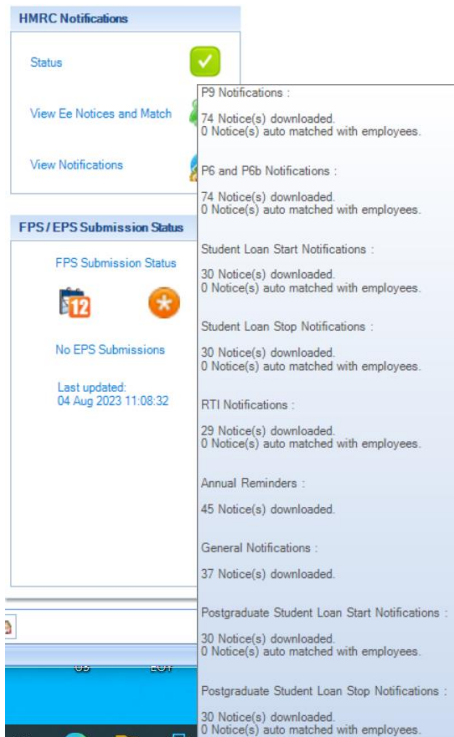 HMRC Notifications
Status
View Ee Notices and Match
View Notifications
FPS / EPS Submission Status
FPS Submission Status
12
No EPS Submissions
Last updated:
04 Aug 2023 11:08:32
P9 Notifications :
74 Notice(s) downloaded.
0 Notice(s) auto matched with employees.
P6 and P6b Notifications :
74 Notice(s) downloaded.
0 Notice(s) auto matched with employees.
Student Loan Start Notifications :
30 Notice(s) downloaded.
0 Notice(s) auto matched with employees.
Student Loan Stop Notifications :
30 Notice(s) downloaded.
0 Notice(s) auto matched with employees.
RTI Notifications :
29 Notice(s) downloaded.
0 Notice(s) auto matched with employees.
Annual Reminders :
45 Notice(s) downloaded.
General Notifications :
37 Notice(s) downloaded.
Postgraduate Student Loan Start Notifications :
30 Notice(s) downloaded.
0 Notice(s) auto matched with employees.
Postgraduate Student Loan Stop Notifications :
30 Notice(s) downloaded.
0 Notice(s) auto matched with employees.